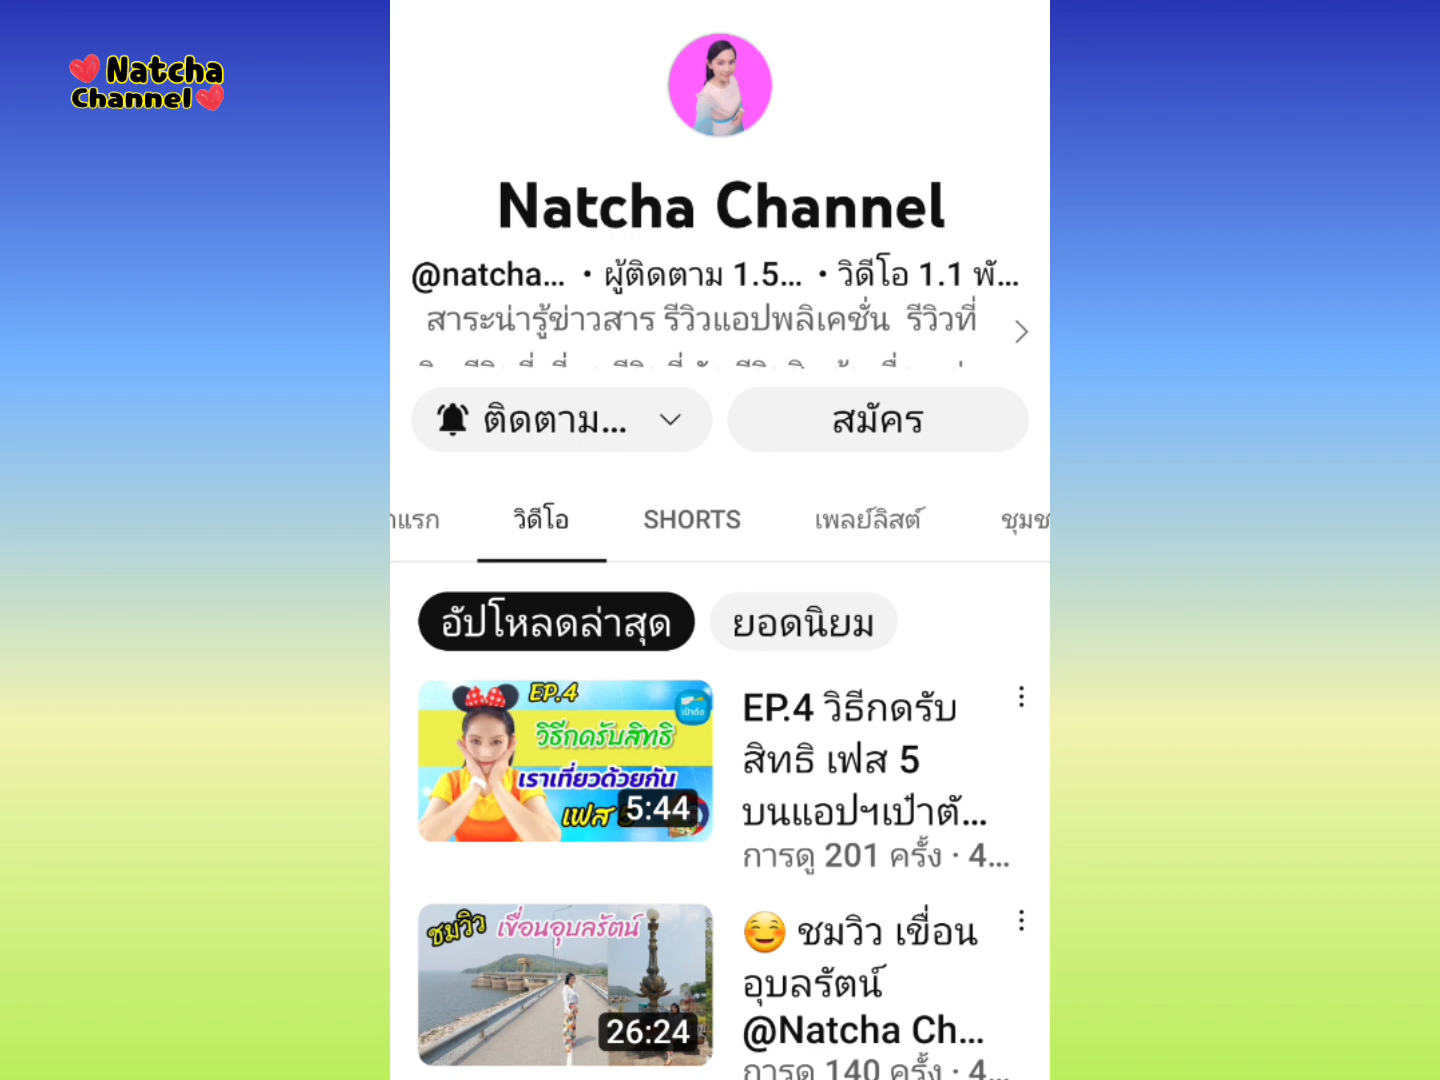 Natcha
Channel
Natcha Channel
@natcha... • ผู้ติดตาม 1.5... • วิดีโอ 1.1 พั...
สาระน่ารู้ข่าวสาร รีวิวแอปพลิเคชั่น รีวิวที่
ติดตาม...
สมัคร
วิดีโอ
SHORTS
เพลย์ลิสต์
อัปโหลดล่าสุด
ยอดนิยม
EP.4
เป๋าตัง
วิธีกดรับสิทธิ
เราเที่ยวด้วยกัน
เฟส 5
5:44
EP.4 วิธีกดรับ
สิทธิ เฟส 5
บนแอปฯเป๋าตั...
การดู 201 ครั้ง · 4...
ชมวิว เขื่อนอุบลรัตน์
26:24
😊 ชมวิว เขื่อน
อุบลรัตน์
@Natcha Ch...
การดู 140 ครั้ง · 4...